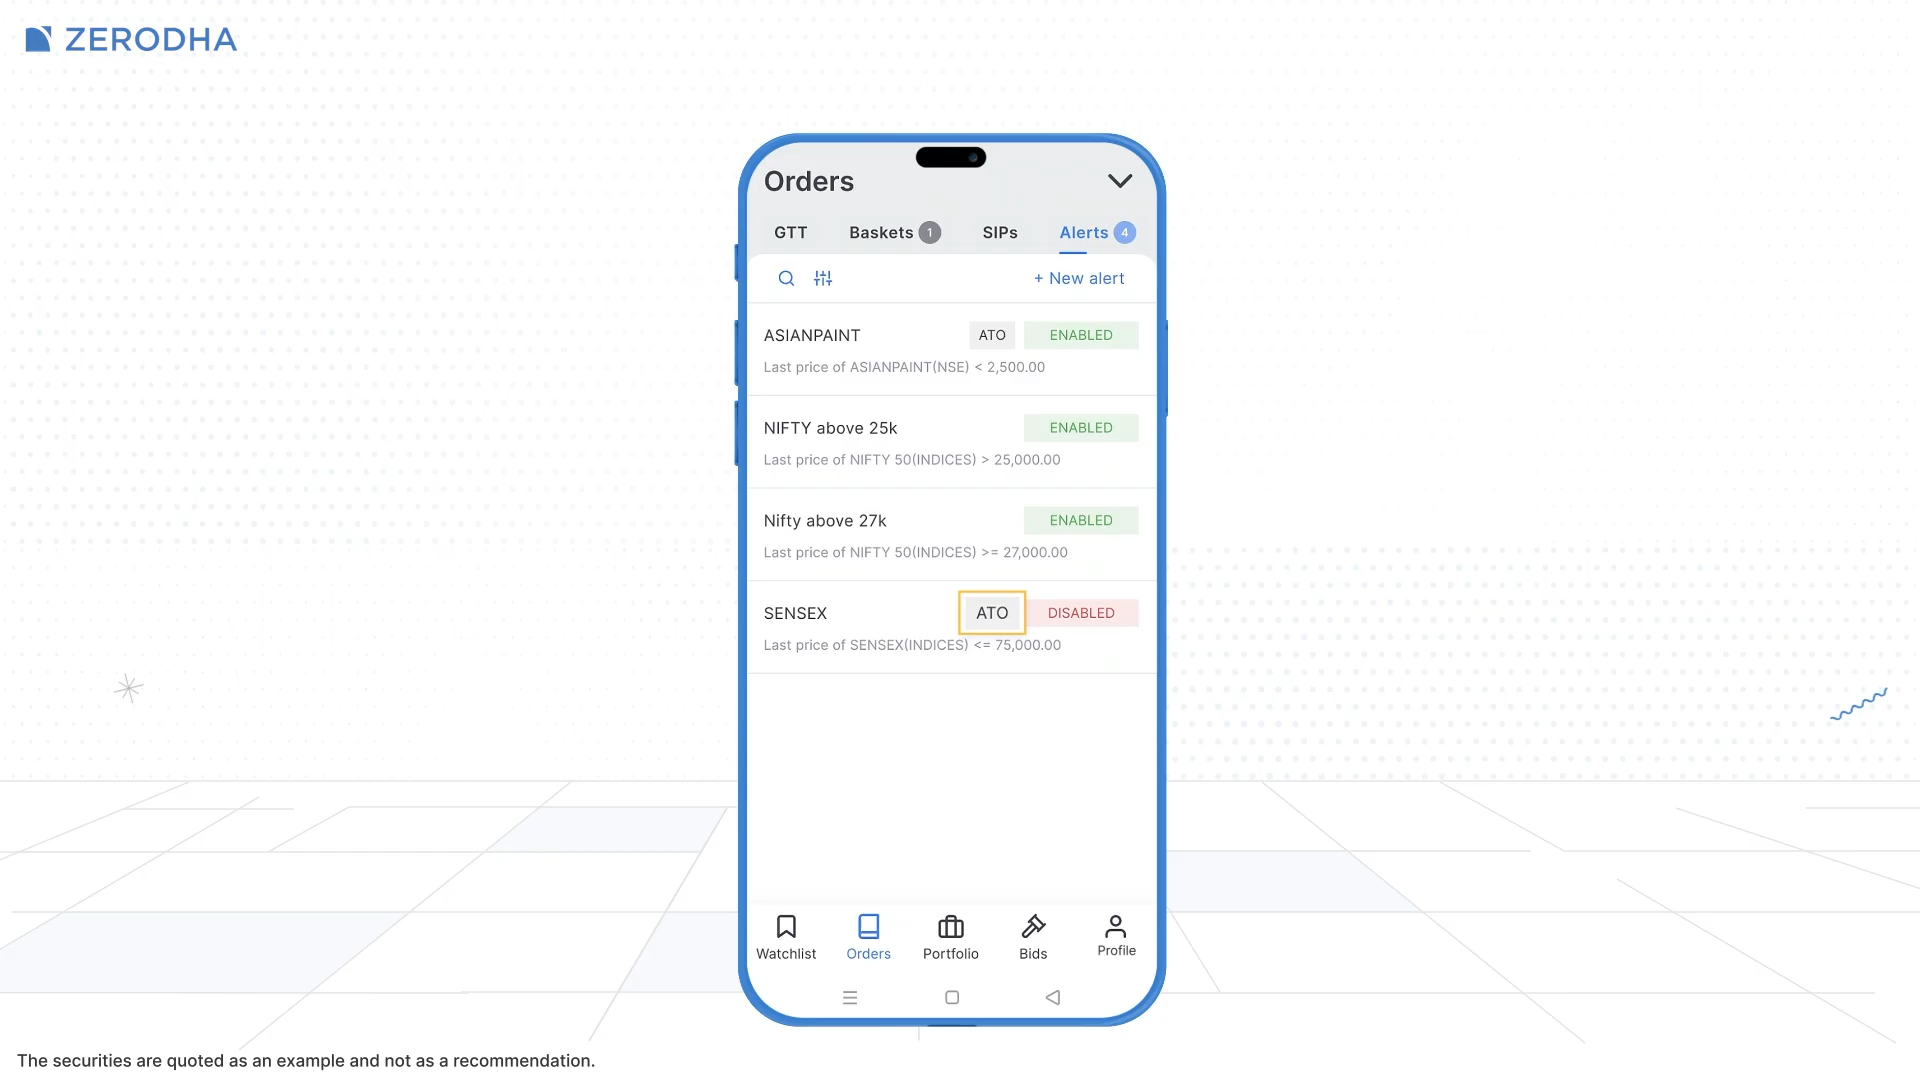 ZERODHA
Orders
GTT Baskets 1 SIPs Alerts 4
+ New alert
ASIANPAINT ATO ENABLED
Last price of ASIANPAINT(NSE) < 2,500.00
NIFTY above 25k ENABLED
Last price of NIFTY 50(INDICES) > 25,000.00
Nifty above 27k ENABLED
Last price of NIFTY 50(INDICES) >= 27,000.00
SENSEX ATO DISABLED
Last price of SENSEX(INDICES) <= 75,000.00
Watchlist Orders Portfolio Bids Profile
The securities are quoted as an example and not as a recommendation.